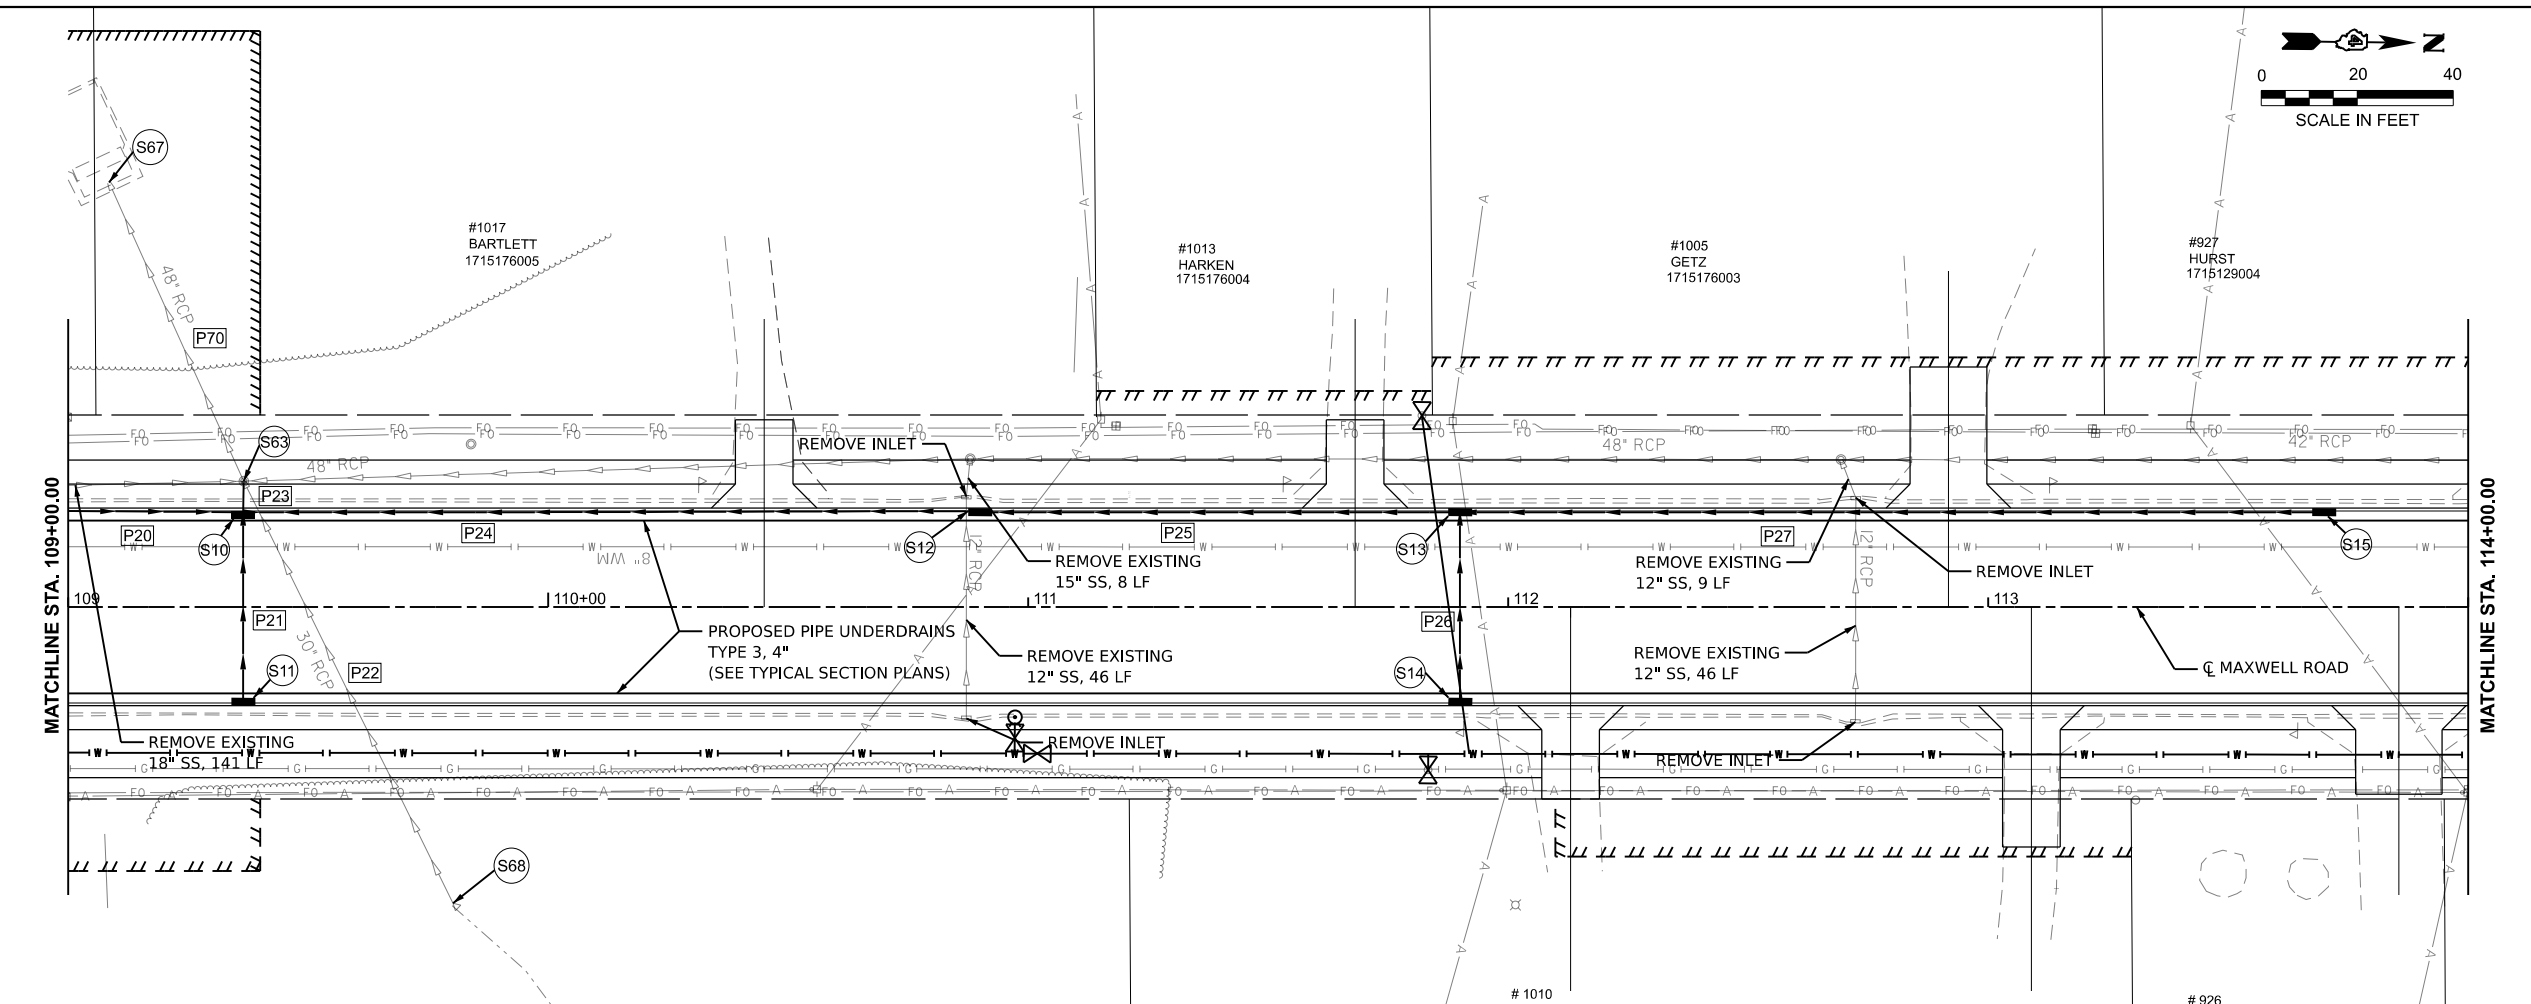 N
0 20 40
SCALE IN FEET
S67
#1017
BARTLETT
1715176005
#1013
HARKEN
1715176004
#1005
GETZ
1715176003
#927
HURST
1715129004
48" RCP
P70
S63
48" RCP
REMOVE INLET
48" RCP
42" RCP
P23
P20
S10
P24
S12
P25
S13
P27
S15
8" WM
12" RCP
12" RCP
REMOVE EXISTING
15" SS, 8 LF
REMOVE EXISTING
12" SS, 9 LF
REMOVE INLET
MATCHLINE STA. 109+00.00
MATCHLINE STA. 114+00.00
109
110+00
111
112
113
P21
P26
30" RCP
P22
S11
PROPOSED PIPE UNDERDRAINS
TYPE 3, 4"
(SEE TYPICAL SECTION PLANS)
REMOVE EXISTING
12" SS, 46 LF
S14
REMOVE EXISTING
12" SS, 46 LF
℄ MAXWELL ROAD
REMOVE EXISTING
18" SS, 141 LF
REMOVE INLET
REMOVE INLET
S68
# 1010
# 926